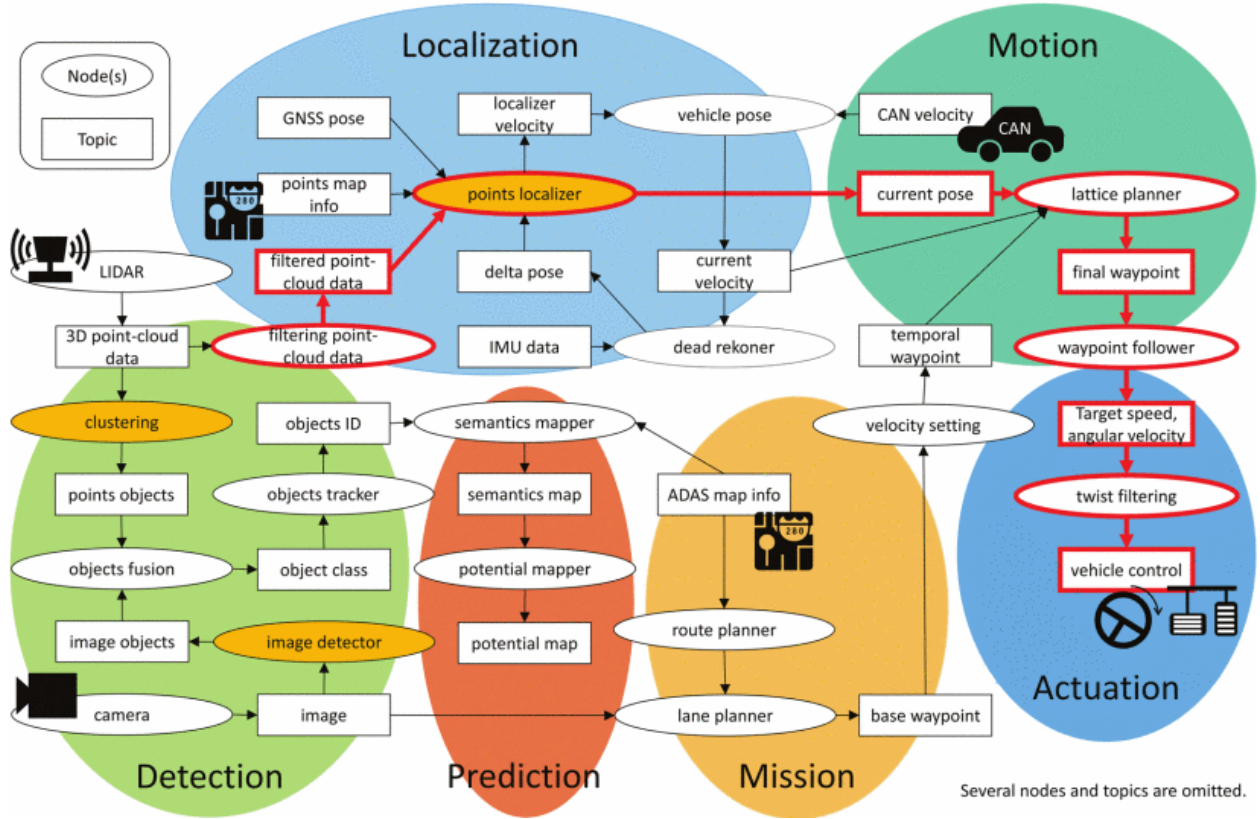 Localization
Motion
Node(s)
Topic
GNSS pose
localizer
velocity
vehicle pose
CAN velocity
CAN
280
points map
info
points localizer
current pose
lattice planner
LIDAR
filtered point-
cloud data
delta pose
current
velocity
final waypoint
3D point-cloud
data
filtering point-
cloud data
IMU data
dead rekoner
temporal
waypoint
waypoint follower
clustering
objects ID
semantics mapper
velocity setting
Target speed,
angular velocity
points objects
objects tracker
semantics map
ADAS map info
280
twist filtering
objects fusion
object class
potential mapper
vehicle control
image objects
image detector
potential map
route planner
camera
image
lane planner
base waypoint
Actuation
Detection
Prediction
Mission
Several nodes and topics are omitted.